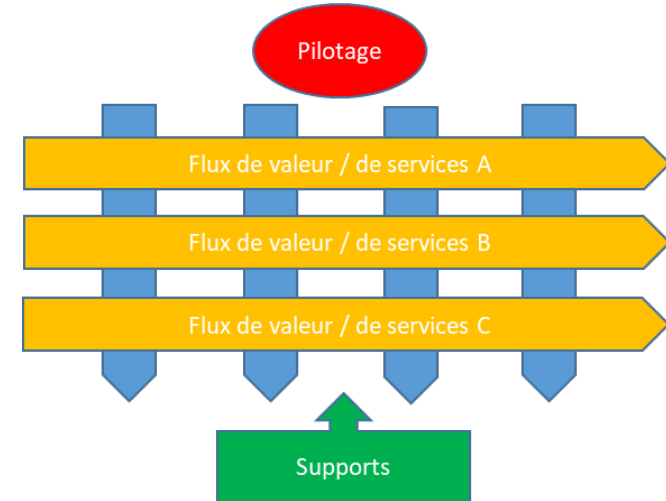 Pilotage
Flux de valeur / de services A
Flux de valeur / de services B
Flux de valeur / de services C
Supports